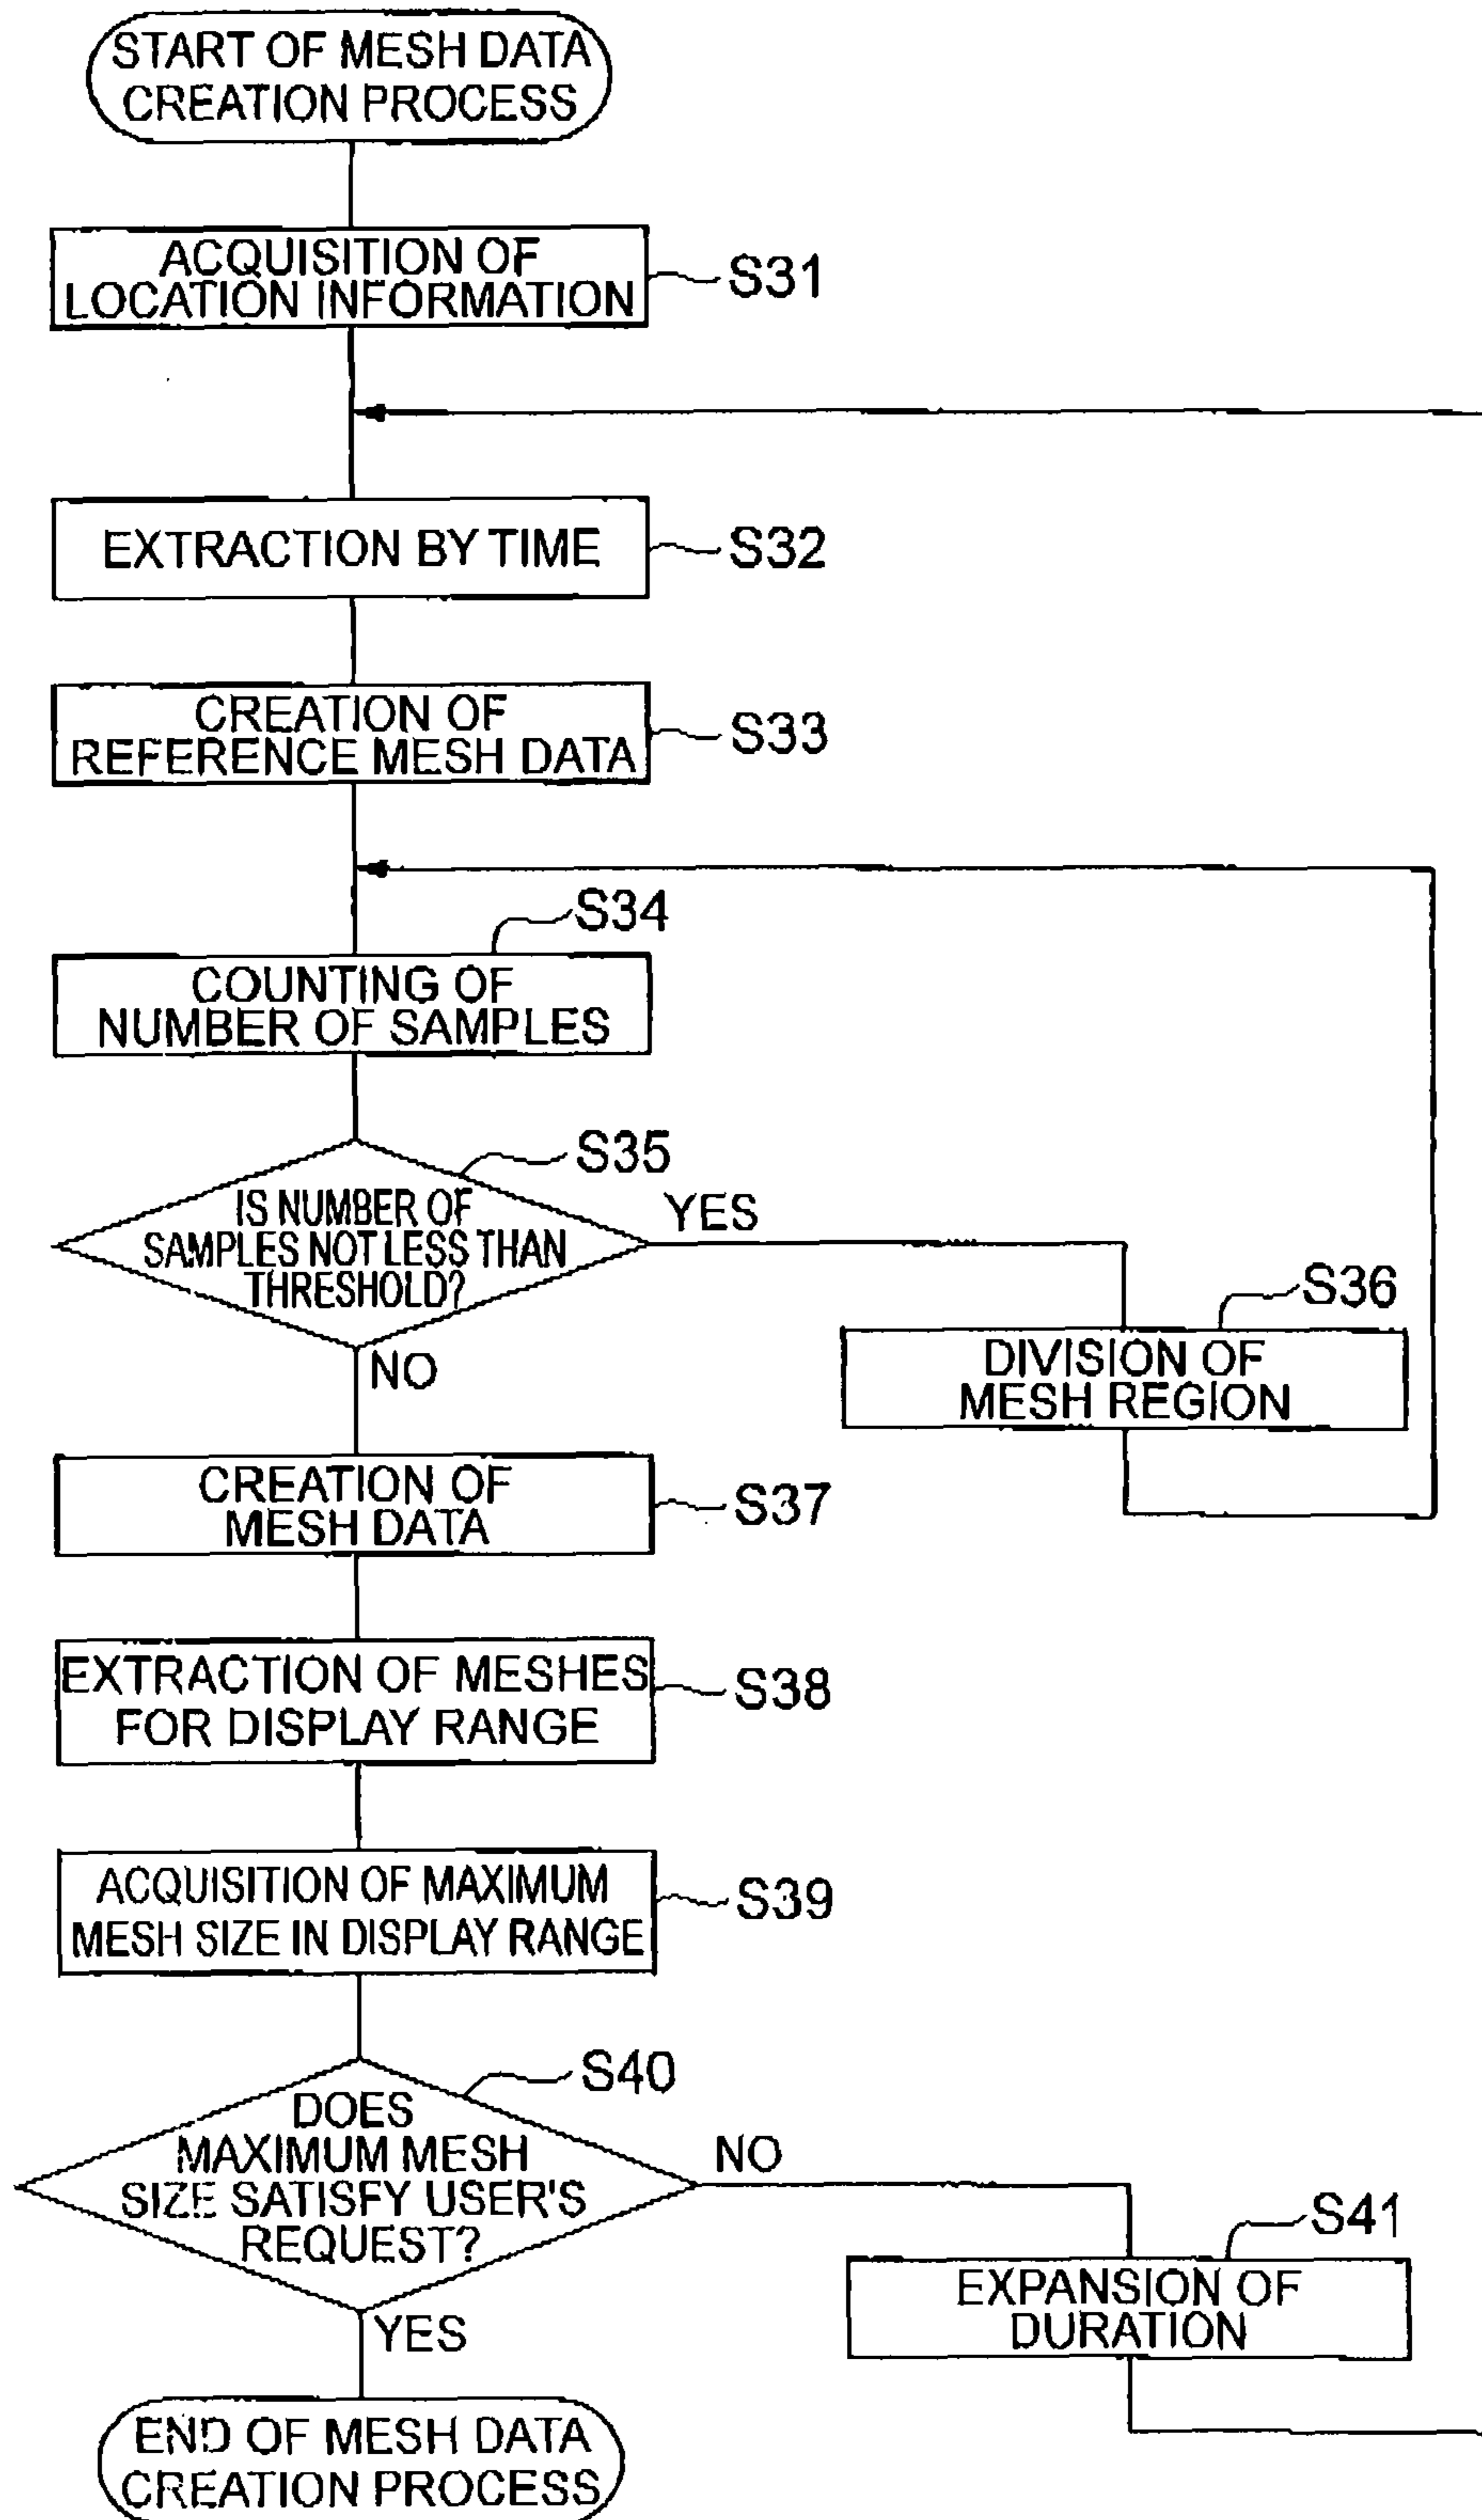 START OF MESH DATA
CREATION PROCESS
ACQUISITION OF
LOCATION INFORMATION
S31
EXTRACTION BY TIME
S32
CREATION OF
REFERENCE MESH DATA
S33
S34
COUNTING OF
NUMBER OF SAMPLES
S35
IS NUMBER OF
SAMPLES NOT LESS THAN
THRESHOLD?
YES
S36
DIVISION OF
MESH REGION
NO
CREATION OF
MESH DATA
S37
EXTRACTION OF MESHES
FOR DISPLAY RANGE
S38
ACQUISITION OF MAXIMUM
MESH SIZE IN DISPLAY RANGE
S39
S40
DOES
MAXIMUM MESH
SIZE SATISFY USER'S
REQUEST?
NO
S41
EXPANSION OF
DURATION
YES
END OF MESH DATA
CREATION PROCESS